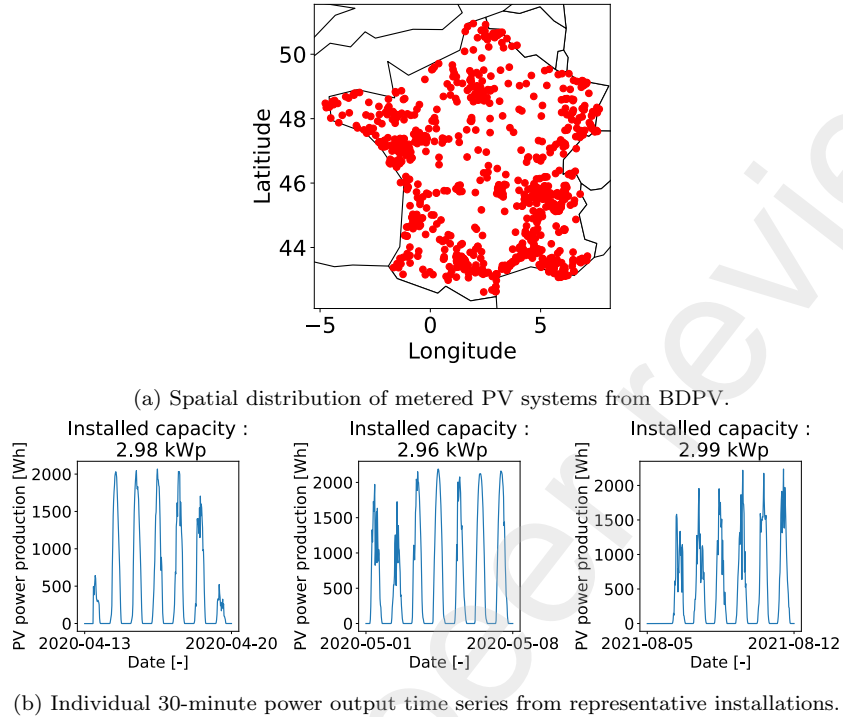 50
48
46
44
Latitiude
−5
0
5
Longitude
(a) Spatial distribution of metered PV systems from BDPV.
Installed capacity :
2.98 kWp
PV power production [Wh]
2000
1500
1000
500
0
2020-04-13
2020-04-20
Date [-]
Installed capacity :
2.96 kWp
PV power production [Wh]
2000
1500
1000
500
0
2020-05-01
2020-05-08
Date [-]
Installed capacity :
2.99 kWp
PV power production [Wh]
2000
1500
1000
500
0
2021-08-05
2021-08-12
Date [-]
(b) Individual 30-minute power output time series from representative installations.
peer review